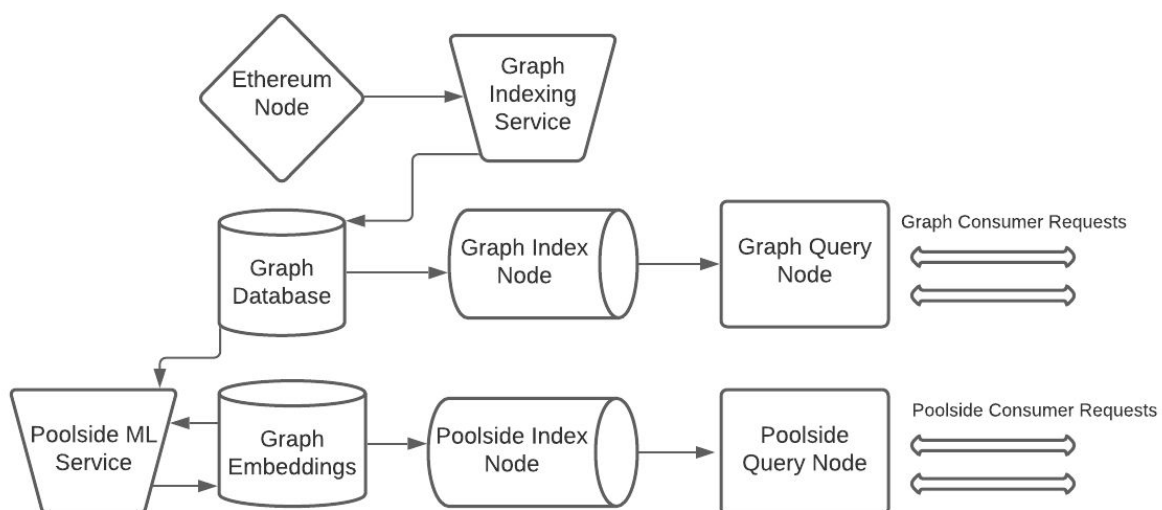 Ethereum
Node
Graph
Indexing
Service
Graph
Database
Graph Index
Node
Graph Query
Node
Graph Consumer Requests
Poolside ML
Service
Graph
Embeddings
Poolside Index
Node
Poolside
Query Node
Poolside Consumer Requests